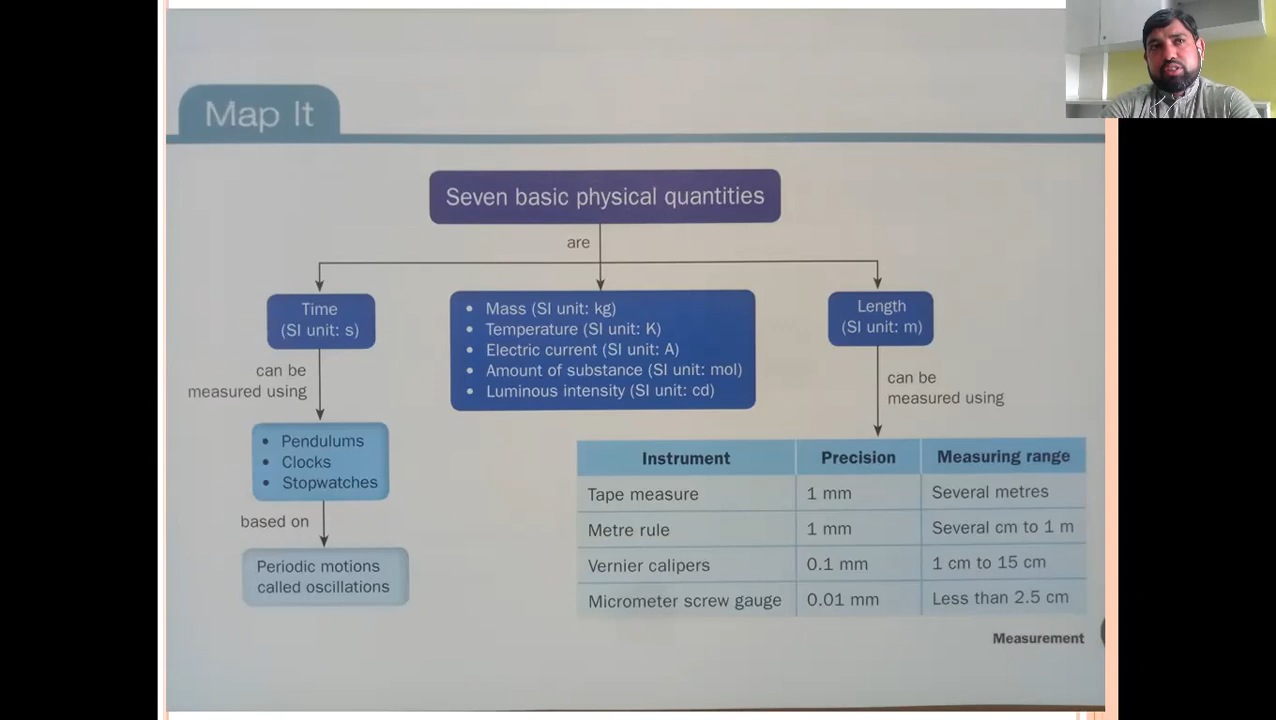 Map It
Seven basic physical quantities
are
Time
(SI unit: s)
• Mass (SI unit: kg)
• Temperature (SI unit: K)
• Electric current (SI unit: A)
• Amount of substance (SI unit: mol)
• Luminous intensity (SI unit: cd)
Length
(SI unit: m)
can be
measured using
can be
measured using
• Pendulums
• Clocks
• Stopwatches
based on
Periodic motions
called oscillations
Instrument Precision Measuring range
Tape measure 1 mm Several metres
Metre rule 1 mm Several cm to 1 m
Vernier calipers 0.1 mm 1 cm to 15 cm
Micrometer screw gauge 0.01 mm Less than 2.5 cm
Measurement